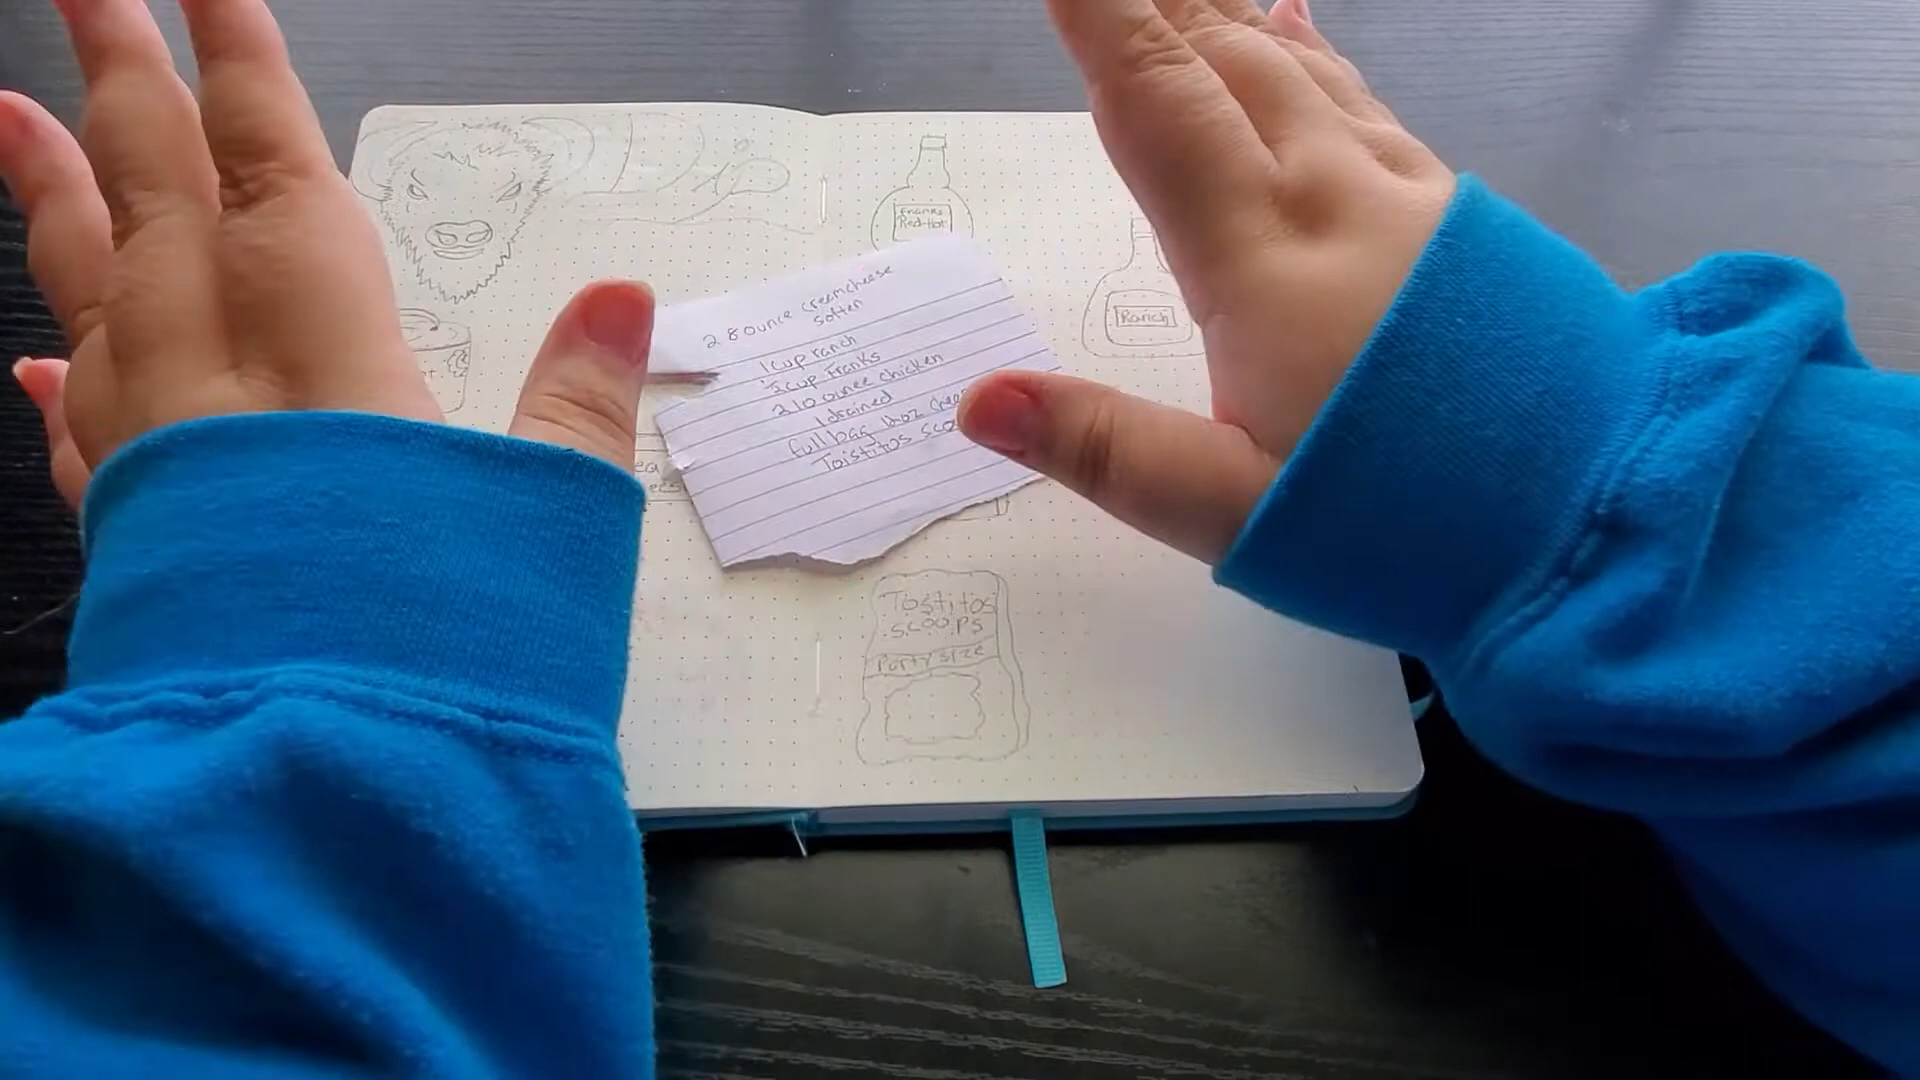 Franks
Red-Hot
Ranch
2 8 ounce creamcheese
soften
1 cup ranch
cup Franks
2 10 ounce chicken
1 drained
full bag
Toistitos
Tostitos
scoops
Party size